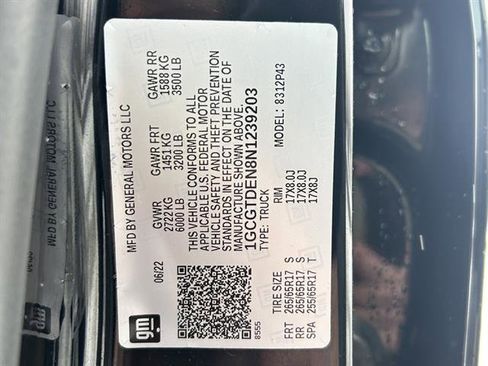 gm
MFD BY GENERAL MOTORS LLC
06/22
GVWR GAWR FRT GAWR RR
2722 KG 1451 KG 1588 KG
6000 LB 3200 LB 3500 LB
THIS VEHICLE CONFORMS TO ALL
APPLICABLE U.S. FEDERAL MOTOR
VEHICLE SAFETY AND THEFT PREVENTION
STANDARDS IN EFFECT ON THE DATE OF
MANUFACTURE SHOWN ABOVE.
1GCGTDEN8N1239203
TYPE: TRUCK MODEL: 8312P43
8555
TIRE SIZE RIM
FRT 265/65R17 S 17X8.0J
RR 265/65R17 S 17X8.0J
SPA 255/65R17 T 17X8J